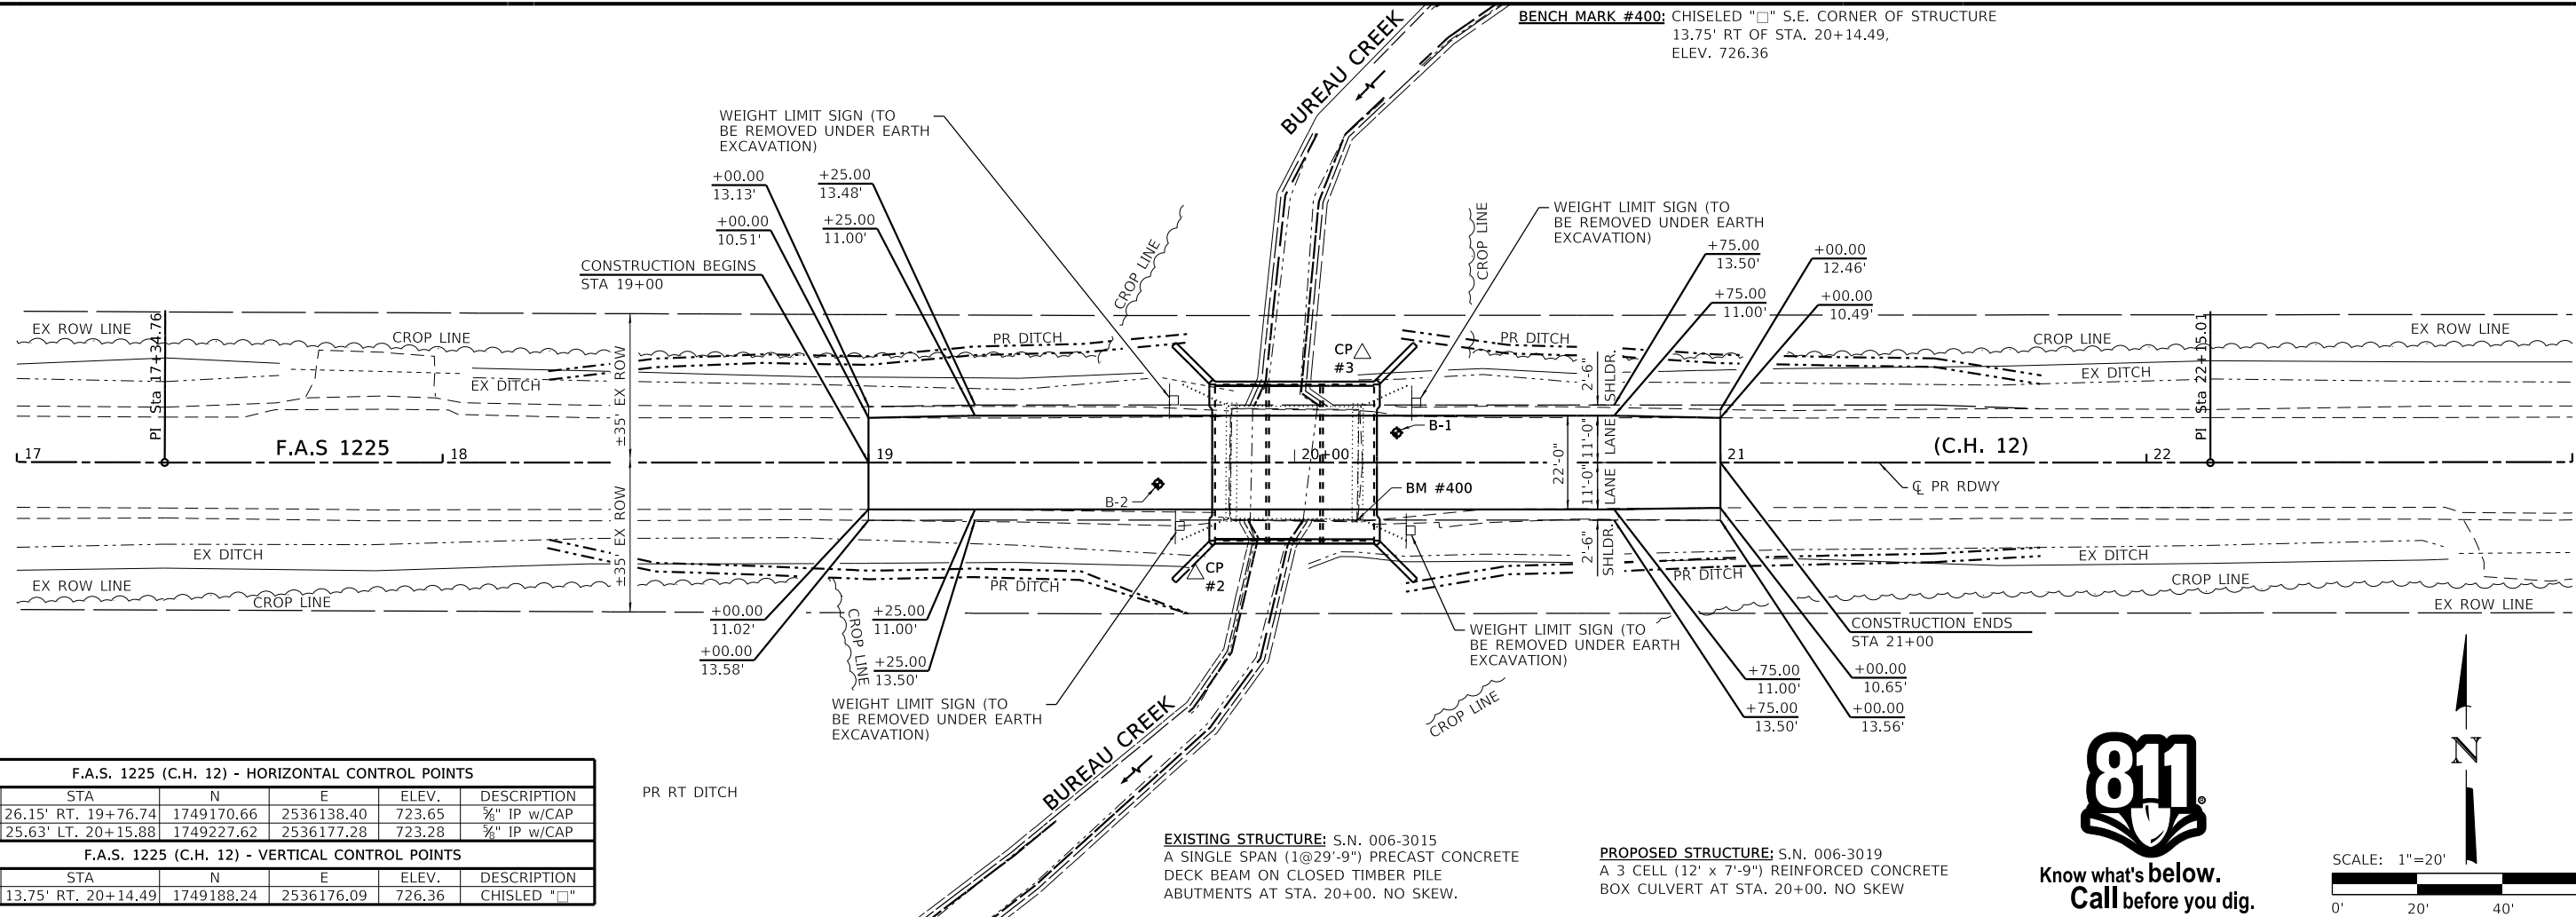 BENCH MARK #400: CHISELED "□" S.E. CORNER OF STRUCTURE
13.75' RT OF STA. 20+14.49,
ELEV. 726.36
BUREAU CREEK
WEIGHT LIMIT SIGN (TO
BE REMOVED UNDER EARTH
EXCAVATION)
+00.00
13.13'
+25.00
13.48'
+00.00
10.51'
+25.00
11.00'
CONSTRUCTION BEGINS
STA 19+00
CROP LINE
CROP LINE
WEIGHT LIMIT SIGN (TO
BE REMOVED UNDER EARTH
EXCAVATION)
+75.00
13.50'
+00.00
12.46'
+75.00
11.00'
+00.00
10.49'
EX ROW LINE
PI Sta 17+34.76
CROP LINE
EX DITCH
±35' EX ROW
PR DITCH
CP
#3
PR DITCH
2'-6"
SHLDR.
CROP LINE
EX DITCH
PI Sta 22+15.01
EX ROW LINE
17
F.A.S 1225
18
19
20+00
B-1
22'-0"
11'-0"
LANE
11'-0"
LANE
21
(C.H. 12)
22
℄ PR RDWY
B-2
BM #400
EX DITCH
EX ROW LINE
CROP LINE
±35' EX ROW
PR DITCH
CP
#2
2'-6"
SHLDR.
PR DITCH
EX DITCH
CROP LINE
EX ROW LINE
+00.00
11.02'
+25.00
11.00'
+00.00
13.58'
CROP LINE
+25.00
13.50'
WEIGHT LIMIT SIGN (TO
BE REMOVED UNDER EARTH
EXCAVATION)
WEIGHT LIMIT SIGN (TO
BE REMOVED UNDER EARTH
EXCAVATION)
CROP LINE
CONSTRUCTION ENDS
STA 21+00
+75.00
11.00'
+00.00
10.65'
+75.00
13.50'
+00.00
13.56'
BUREAU CREEK
F.A.S. 1225 (C.H. 12) - HORIZONTAL CONTROL POINTS
STA N E ELEV. DESCRIPTION
26.15' RT. 19+76.74 1749170.66 2536138.40 723.65 ⅝" IP w/CAP
25.63' LT. 20+15.88 1749227.62 2536177.28 723.28 ⅝" IP w/CAP
F.A.S. 1225 (C.H. 12) - VERTICAL CONTROL POINTS
STA N E ELEV. DESCRIPTION
13.75' RT. 20+14.49 1749188.24 2536176.09 726.36 CHISLED "□"
PR RT DITCH
EXISTING STRUCTURE: S.N. 006-3015
A SINGLE SPAN (1@29'-9") PRECAST CONCRETE
DECK BEAM ON CLOSED TIMBER PILE
ABUTMENTS AT STA. 20+00. NO SKEW.
PROPOSED STRUCTURE: S.N. 006-3019
A 3 CELL (12' x 7'-9") REINFORCED CONCRETE
BOX CULVERT AT STA. 20+00. NO SKEW
811
®
Know what's below.
Call before you dig.
N
SCALE: 1"=20'
0' 20' 40'